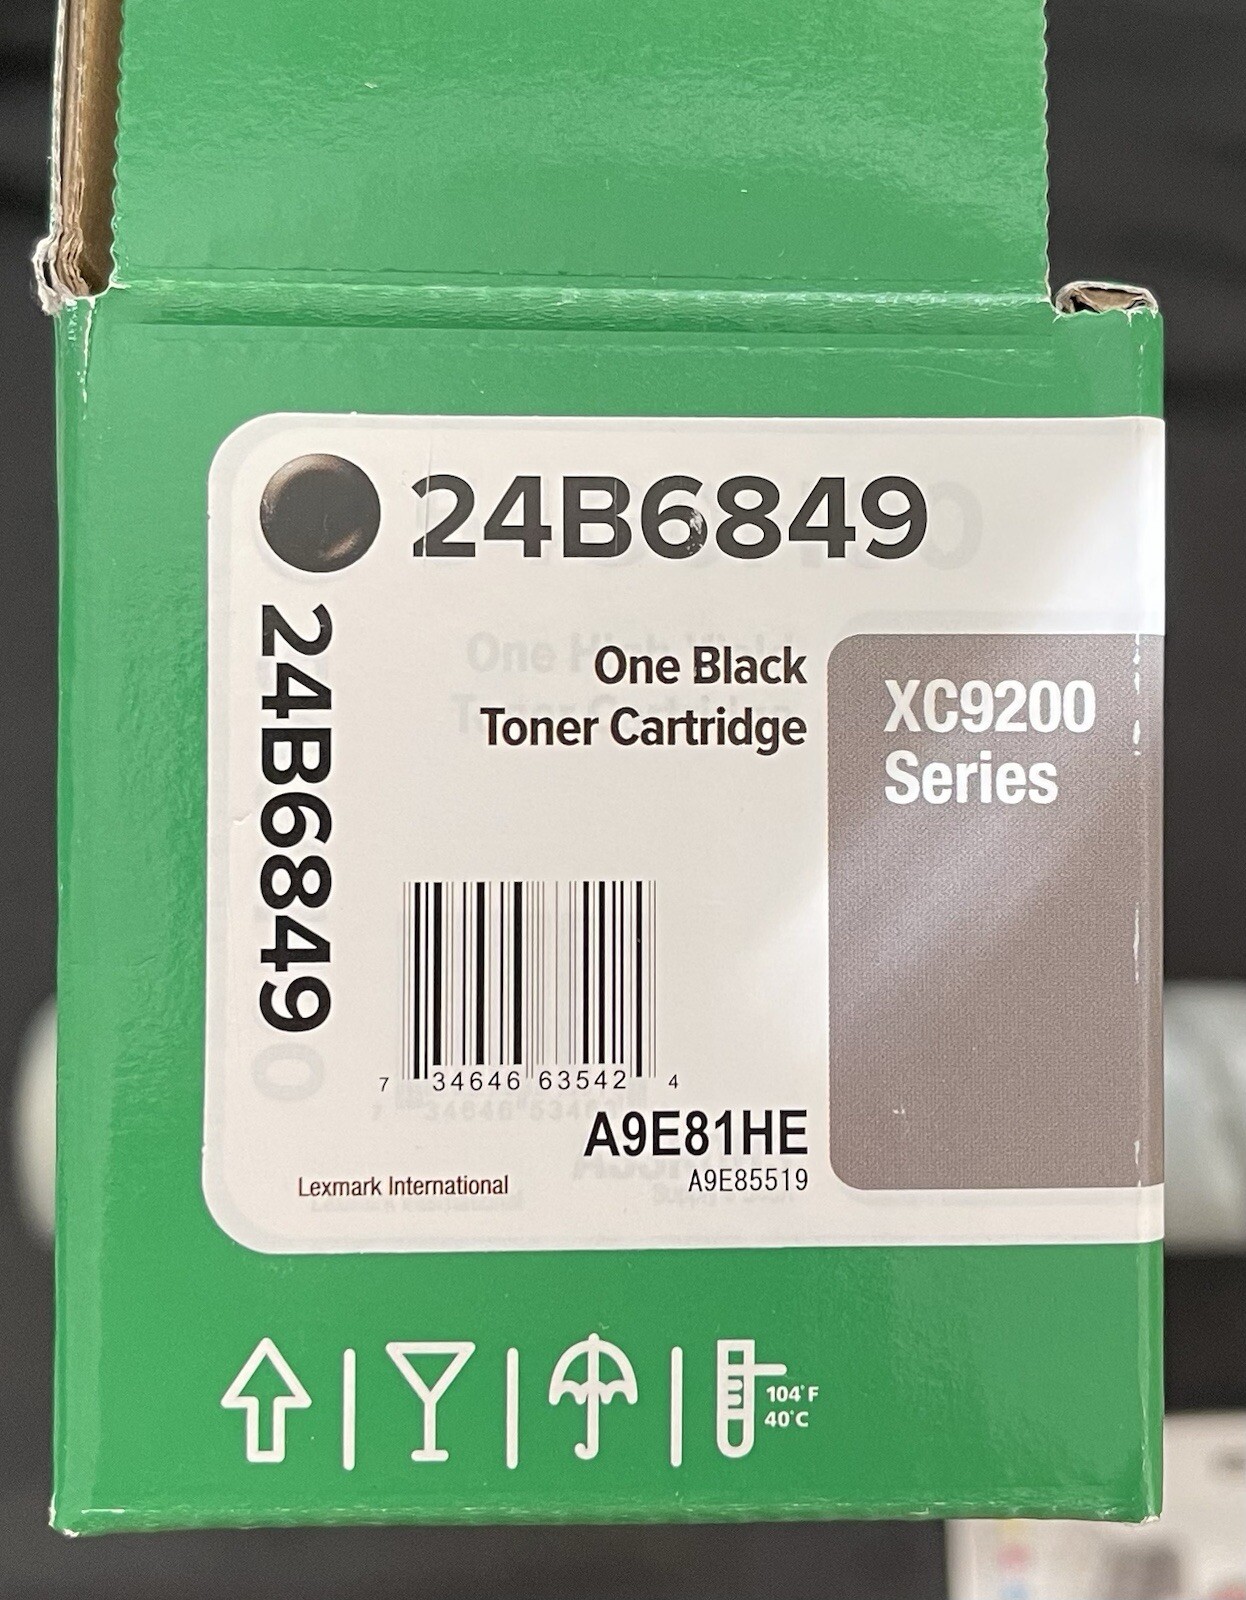 24B6849
24B6849
One Black
Toner Cartridge
XC9200
Series
7 34646 63542 4
A9E81HE
A9E85519
Lexmark International
104°F
40°C